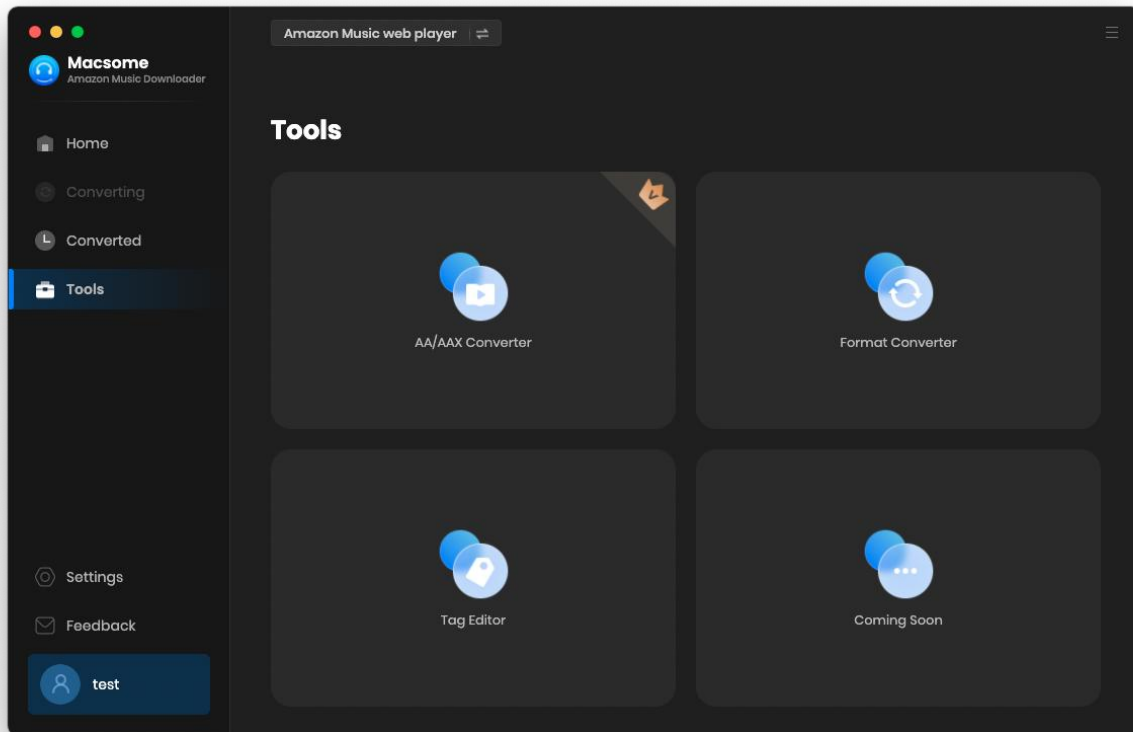 Macsome
Amazon Music Downloader
Home
Converting
Converted
Tools
Settings
Feedback
test
Amazon Music web player
Tools
AA/AAX Converter
Format Converter
Tag Editor
Coming Soon